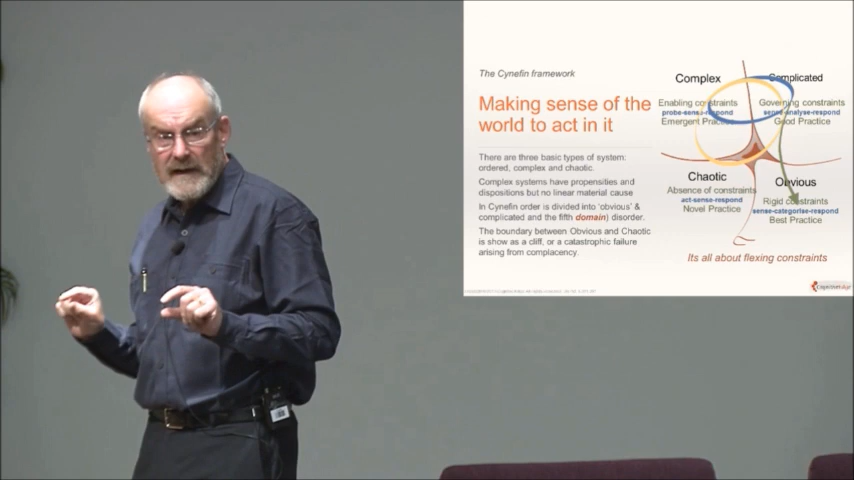 The Cynefin framework
Making sense of the
world to act in it
There are three basic types of system:
ordered, complex and chaotic.
Complex systems have propensities and
dispositions but no linear material cause
In Cynefin order is divided into 'obvious' &
complicated and the fifth domain) disorder.
The boundary between Obvious and Chaotic
is show as a cliff, or a catastrophic failure
arising from complacency.
Complex
Enabling constraints
probe-sense-respond
Emergent Practice
Complicated
Governing constraints
sense-analyse-respond
Good Practice
Chaotic
Absence of constraints
act-sense-respond
Novel Practice
Obvious
Rigid constraints
sense-categorise-respond
Best Practice
Its all about flexing constraints